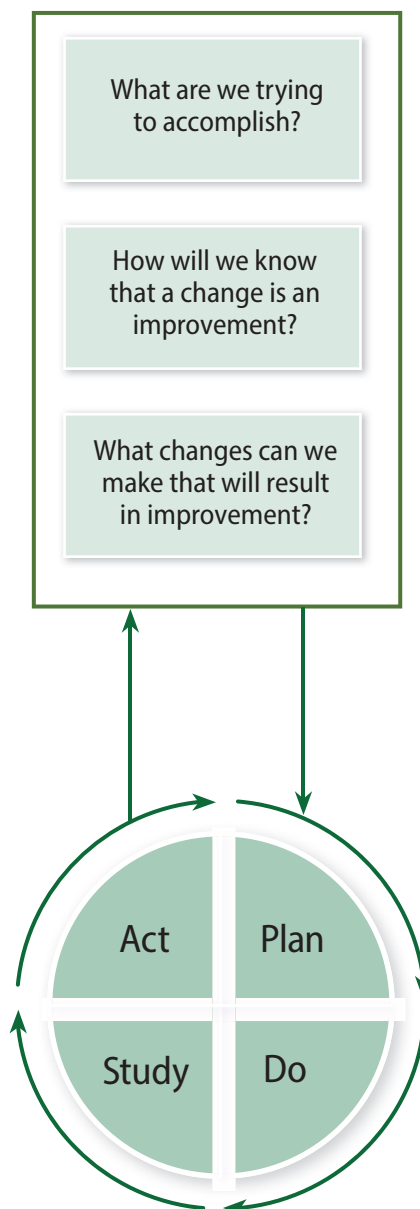 What are we trying
to accomplish?
How will we know
that a change is an
improvement?
What changes can we
make that will result
in improvement?
Act
Plan
Study
Do